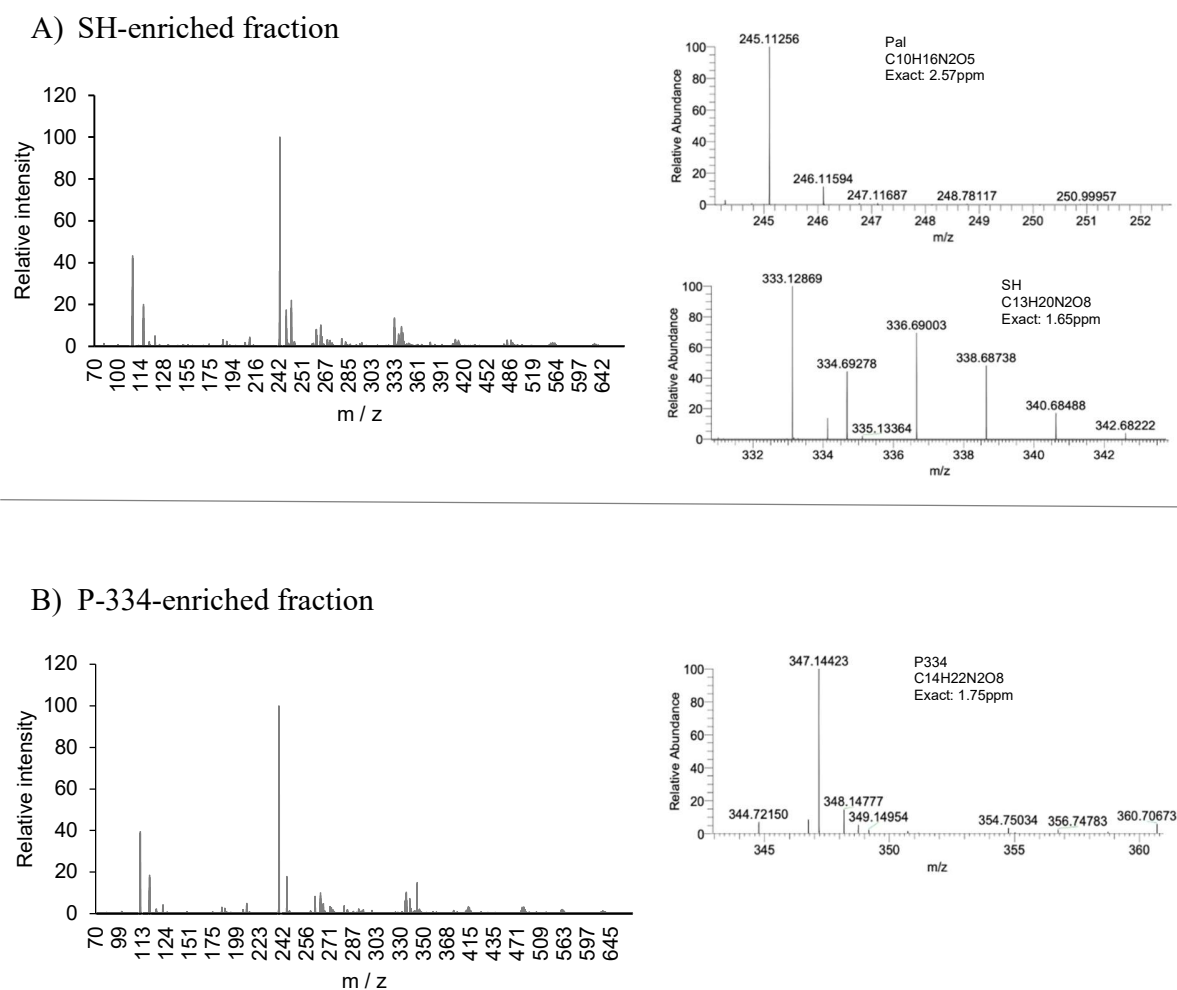 A) SH-enriched fraction
120
100
80
60
40
20
0
Relative intensity
70 100 114 128 155 175 194 216 242 251 267 285 303 333 361 391 420 452 486 519 564 597 642
m / z
245.11256
Pal
C10H16N2O5
Exact: 2.57ppm
100
80
60
40
20
0
Relative Abundance
246.11594
247.11687
248.78117
250.99957
245 246 247 248 249 250 251 252
m/z
333.12869
SH
C13H20N2O8
Exact: 1.65ppm
100
80
60
40
20
0
Relative Abundance
336.69003
334.69278
338.68738
335.13364
340.68488
342.68222
332 334 336 338 340 342
m/z
B) P-334-enriched fraction
120
100
80
60
40
20
0
Relative intensity
70 99 113 124 151 175 199 223 242 256 271 287 303 330 350 415 435 471 509 563 597 645
m / z
347.14423
P334
C14H22N2O8
Exact: 1.75ppm
100
80
60
40
20
0
Relative Abundance
344.72150
348.14777
349.14954
354.75034
356.74783
360.70673
345 350 355 360
m/z